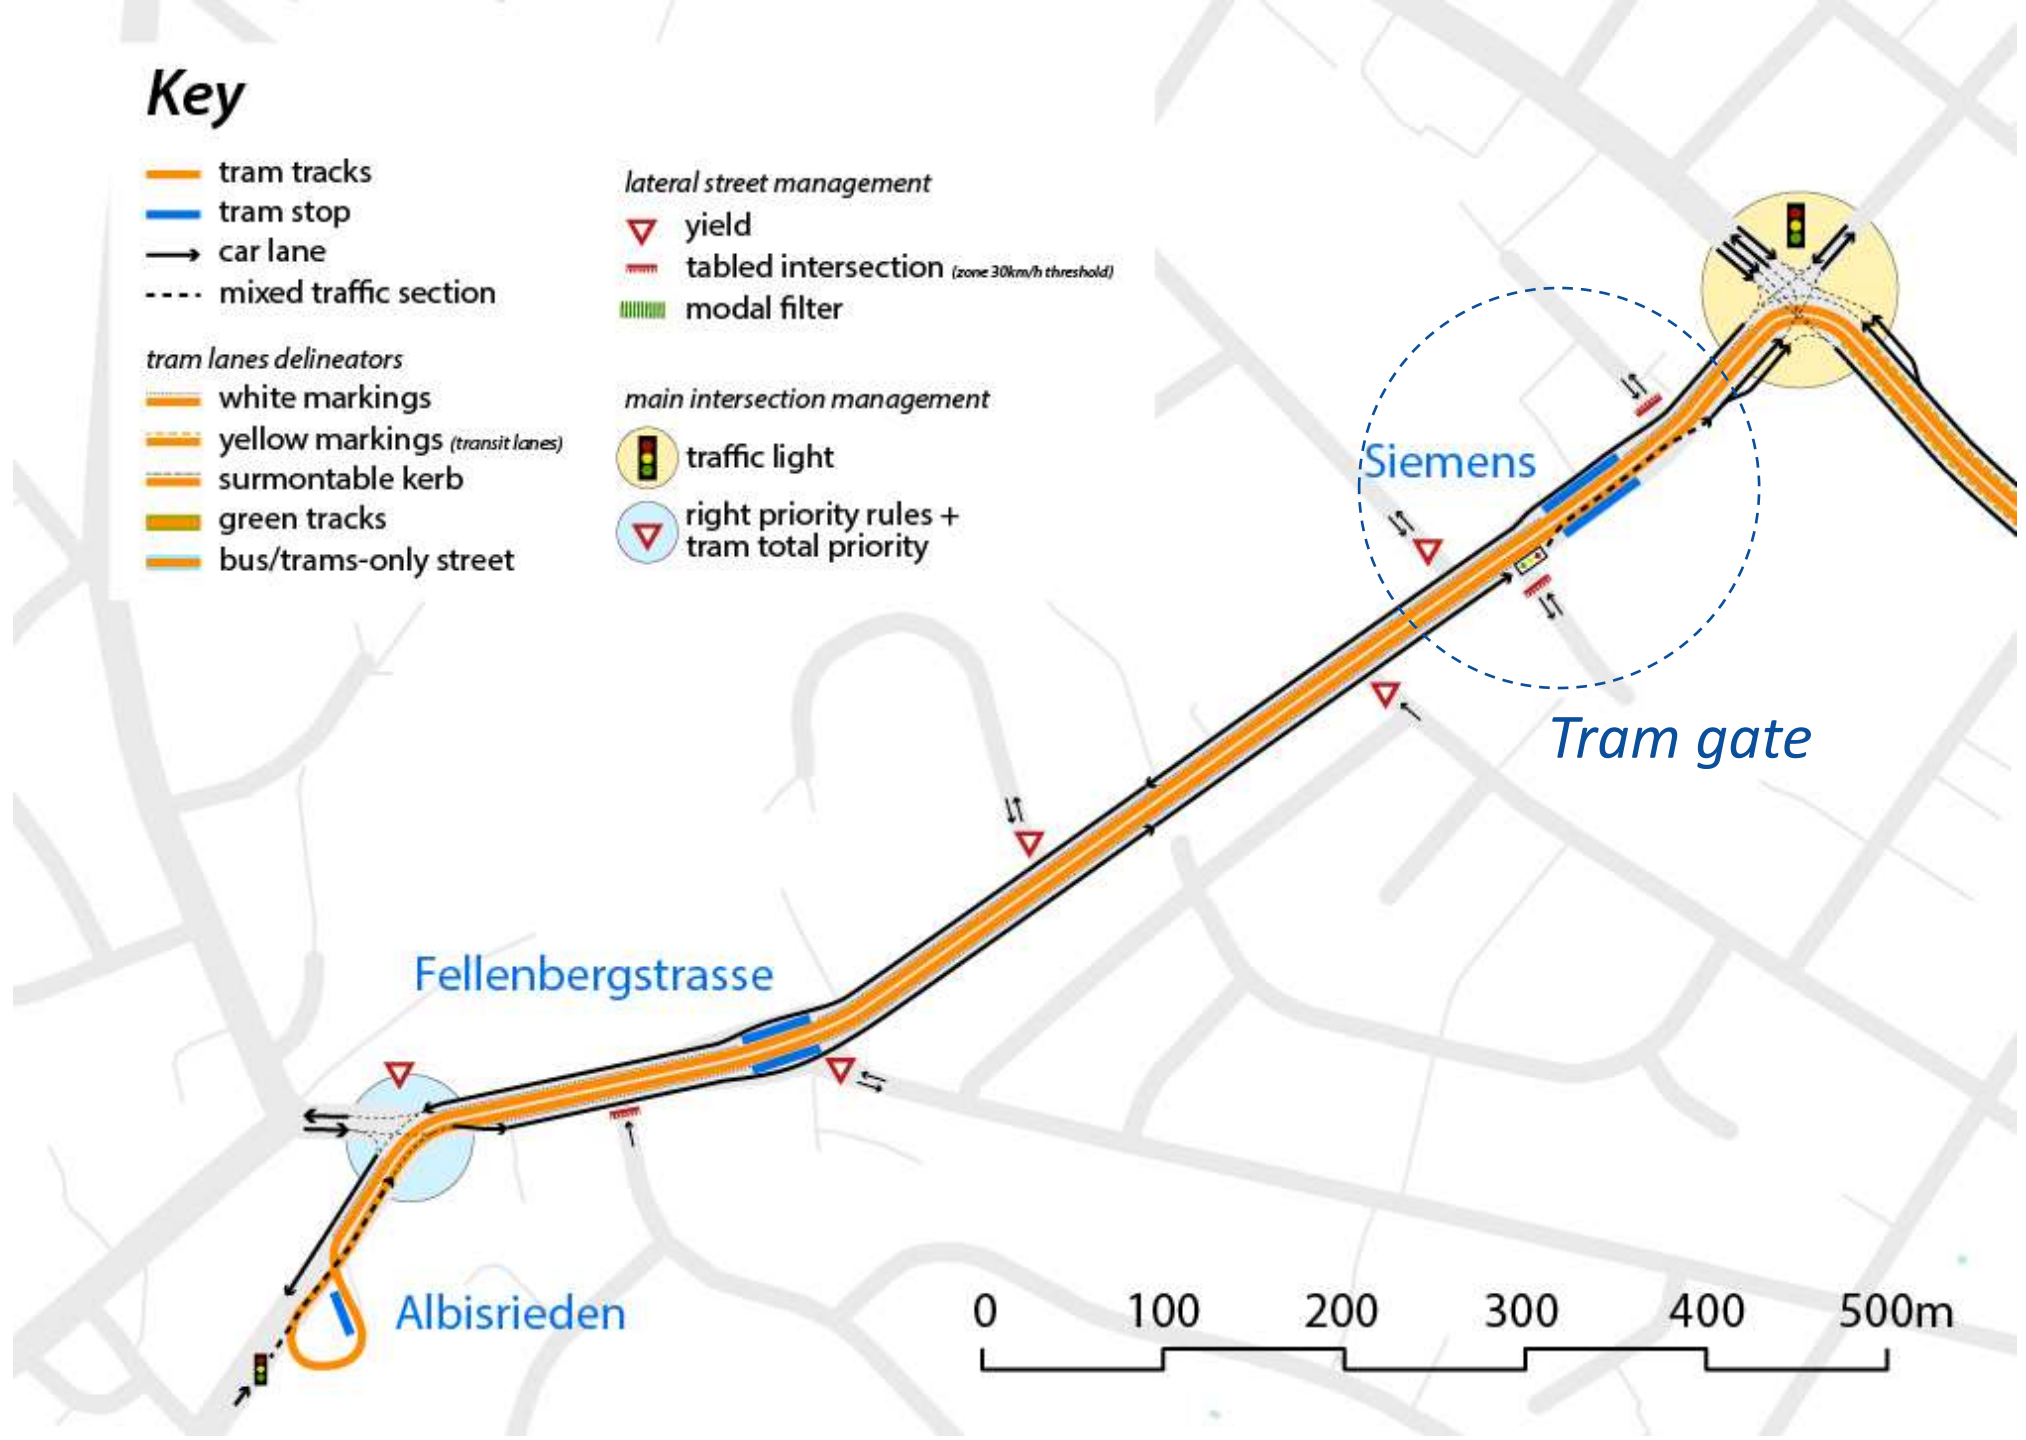 Key
tram tracks
tram stop
car lane
mixed traffic section
tram lanes delineators
white markings
yellow markings (transit lanes)
surmontable kerb
green tracks
bus/trams-only street
lateral street management
yield
tabled intersection (zone 30km/h threshold)
modal filter
main intersection management
traffic light
right priority rules +
tram total priority
Siemens
Tram gate
Fellenbergstrasse
Albisrieden
0 100 200 300 400 500m